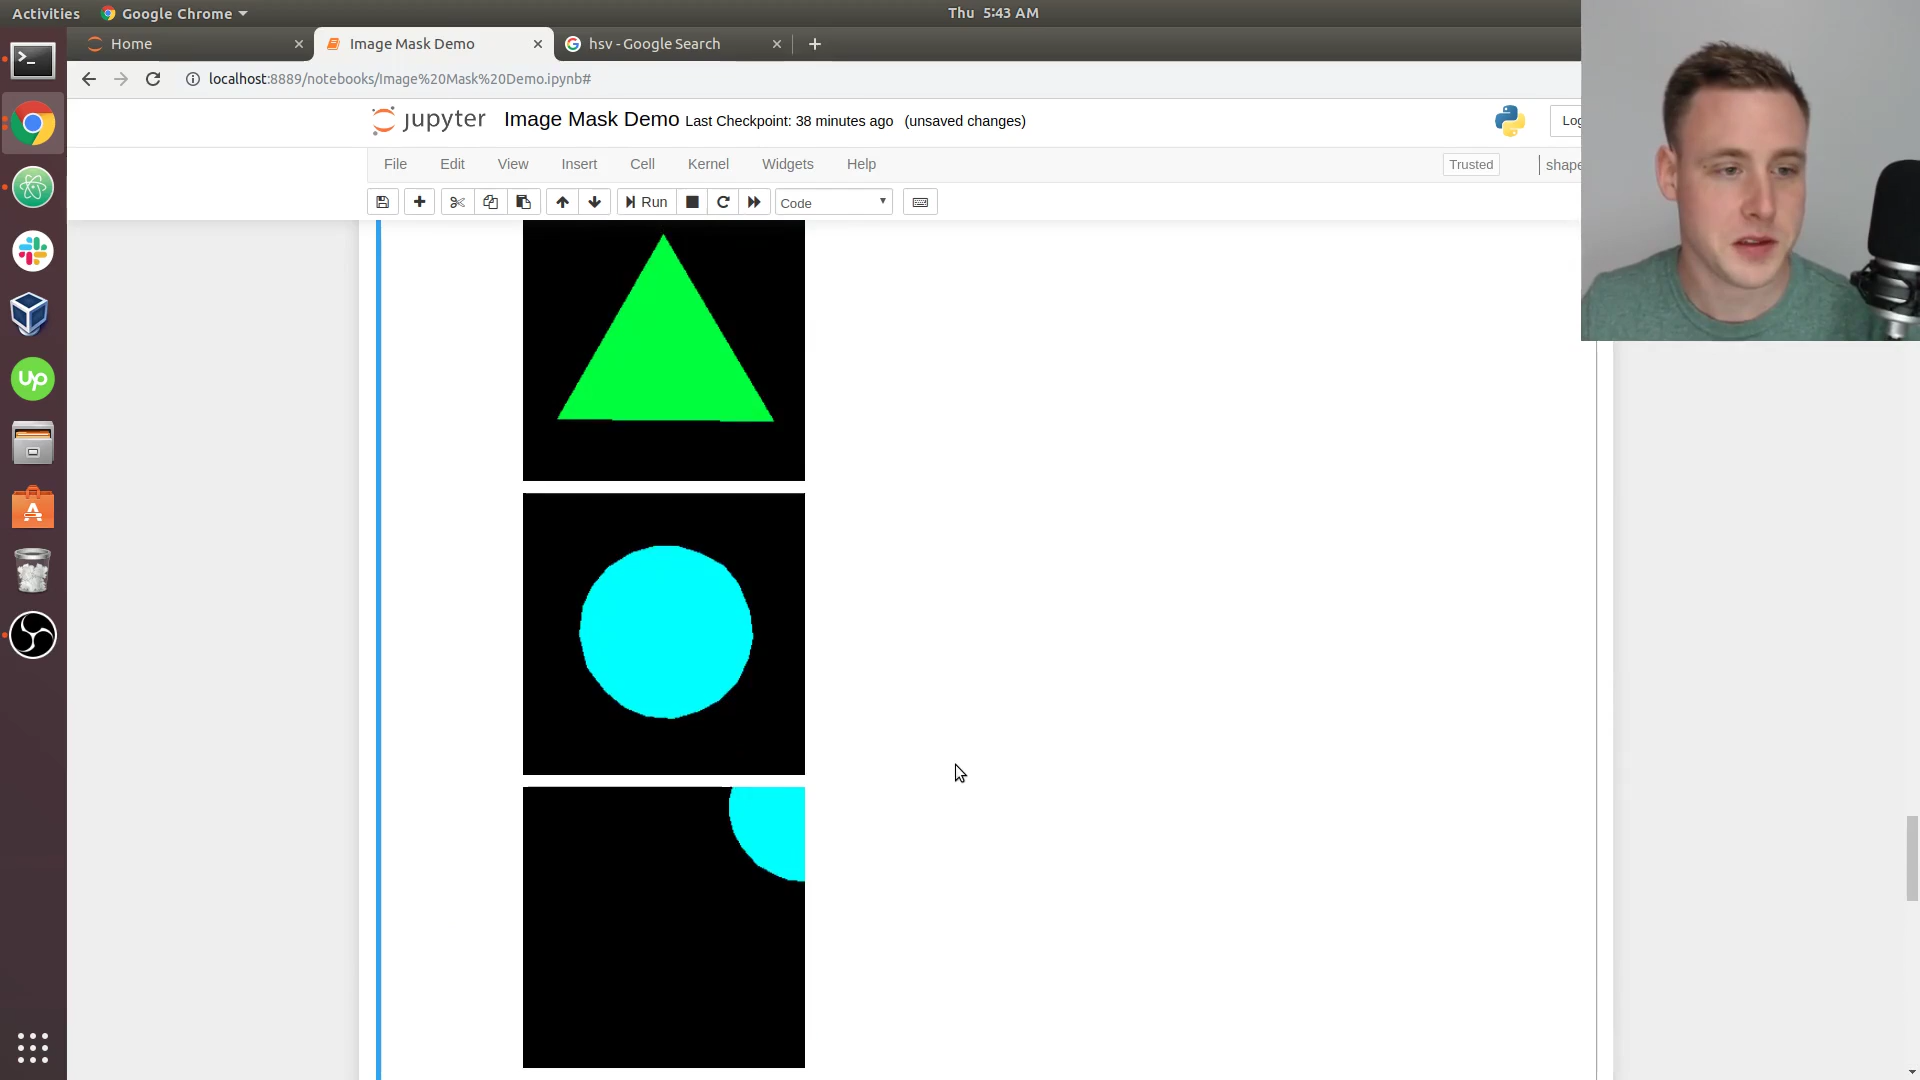 Activities
Google Chrome
Thu 5:43 AM
Home
Image Mask Demo
hsv - Google Search
localhost:8889/notebooks/Image%20Mask%20Demo.ipynb#
jupyter
Image Mask Demo
Last Checkpoint: 38 minutes ago
(unsaved changes)
Log
File
Edit
View
Insert
Cell
Kernel
Widgets
Help
Trusted
shape
Run
Code
up